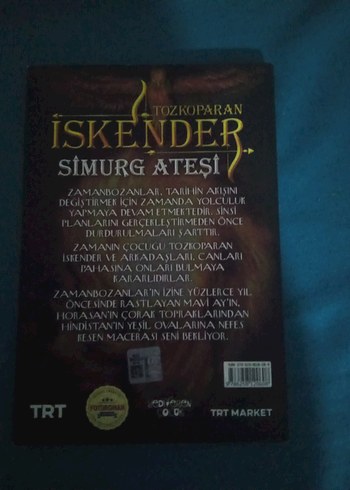 TOZKOPARAN
İSKENDER
SİMURG ATEŞİ
ZAMANBOZANLAR, TARİHİN AKIŞINI
DEĞİŞTİRMEK İÇİN ZAMANDA YOLCULUK
YAPMAYA DEVAM ETMEKTEDİR. SİNSİ
PLANLARINI GERÇEKLEŞTİRMEDEN ÖNCE
DURDURULMALARI ŞARTTIR.
ZAMANIN ÇOCUĞU TOZKOPARAN
İSKENDER VE ARKADAŞLARI, CANLARI
PAHASINA ONLARI BULMAYA
KARARLIDIRLAR.
ZAMANBOZANLAR'IN İZİNE YÜZLERCE YIL
ÖNCESİNDE RASTLAYAN MAVİ AY'IN,
HORASAN'IN ÇORAK TOPRAKLARINDAN
HİNDİSTAN'IN YEŞİL OVALARINA NEFES
KESEN MACERASI SENİ BEKLİYOR.
TRT
TOZKOPARAN
TRT MARKET